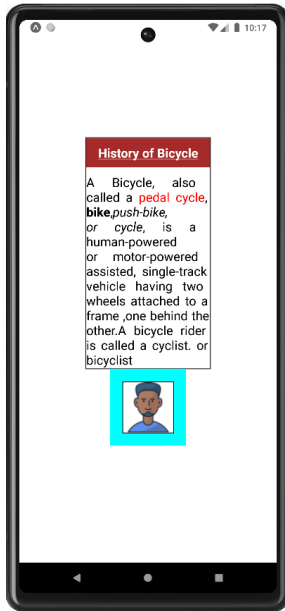 10:17
History of Bicycle
A Bicycle, also
called a pedal cycle,
bike,push-bike,
or cycle, is a
human-powered
or motor-powered
assisted, single-track
vehicle having two
wheels attached to a
frame ,one behind the
other.A bicycle rider
is called a cyclist. or
bicyclist